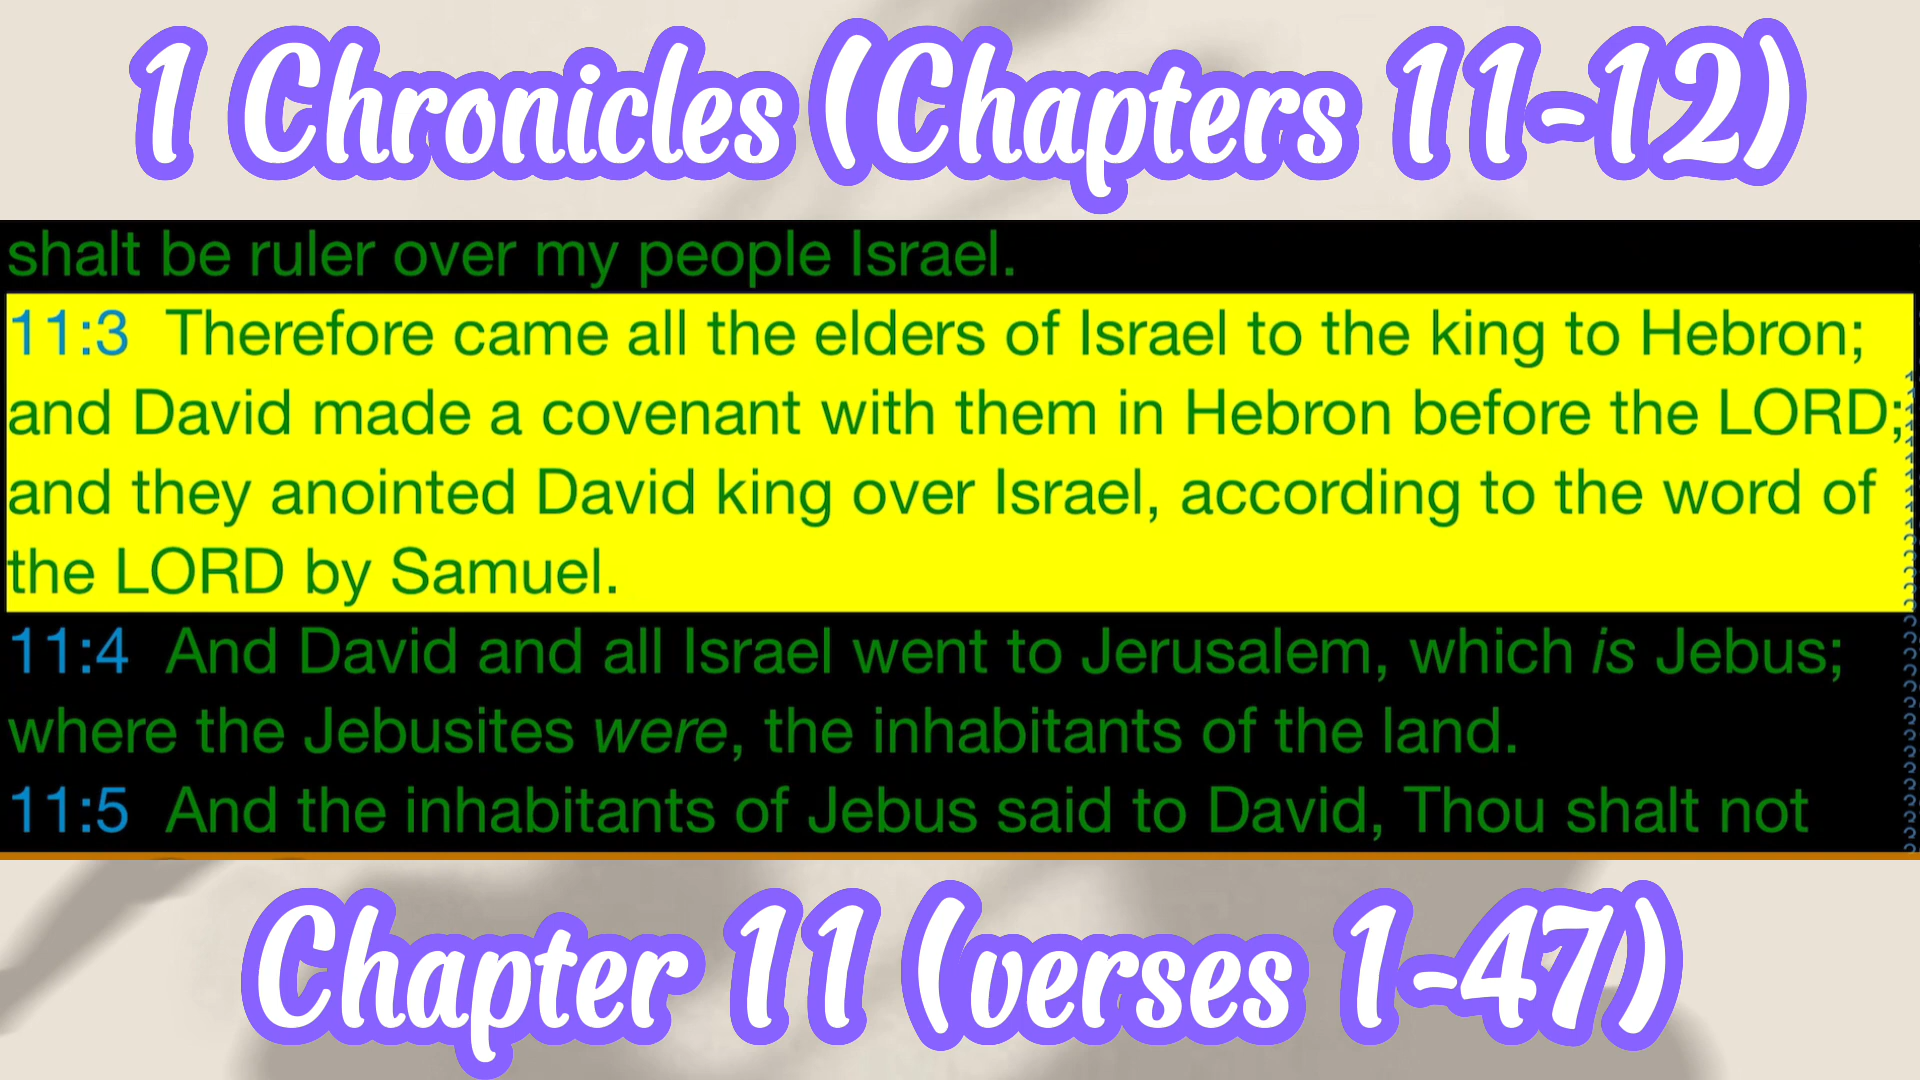 1 Chronicles (Chapters 11-12)
shalt be ruler over my people Israel.
11:3 Therefore came all the elders of Israel to the king to Hebron;
and David made a covenant with them in Hebron before the LORD;
and they anointed David king over Israel, according to the word of
the LORD by Samuel.
11:4 And David and all Israel went to Jerusalem, which is Jebus;
where the Jebusites were, the inhabitants of the land.
11:5 And the inhabitants of Jebus said to David, Thou shalt not
Chapter 11 (verses 1-47)